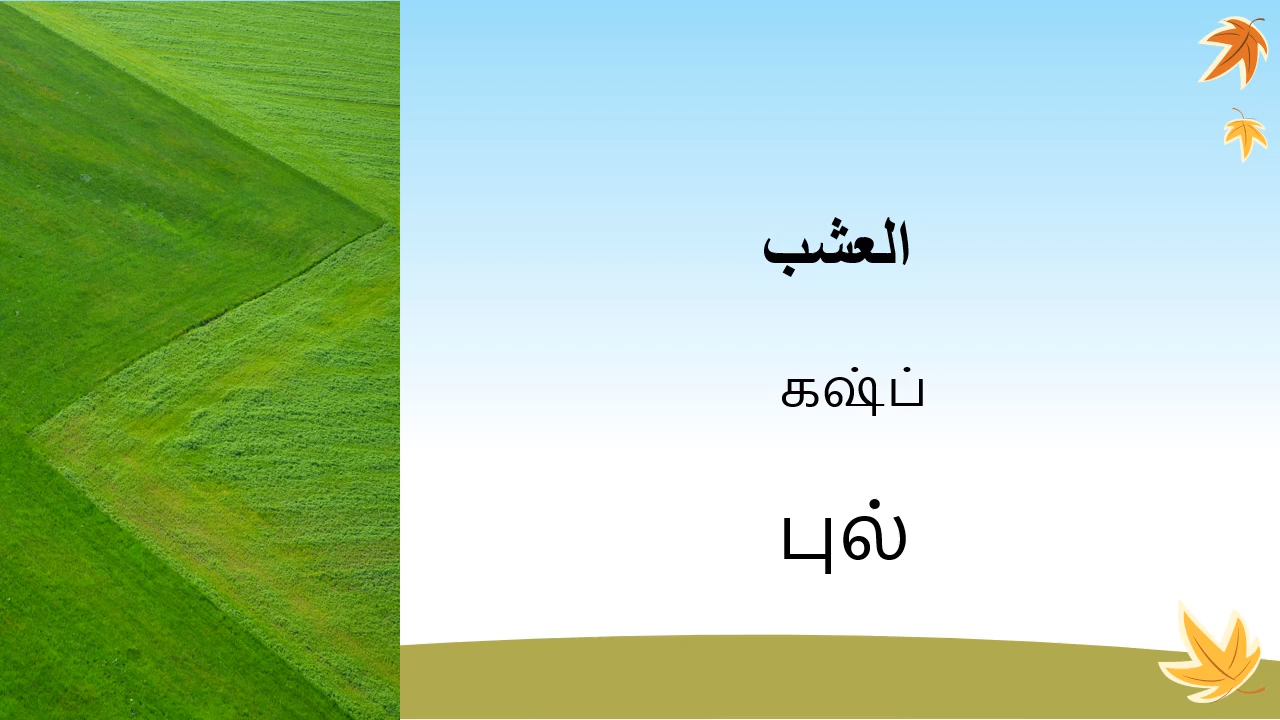 العشب
கஷ்ப்
புல்